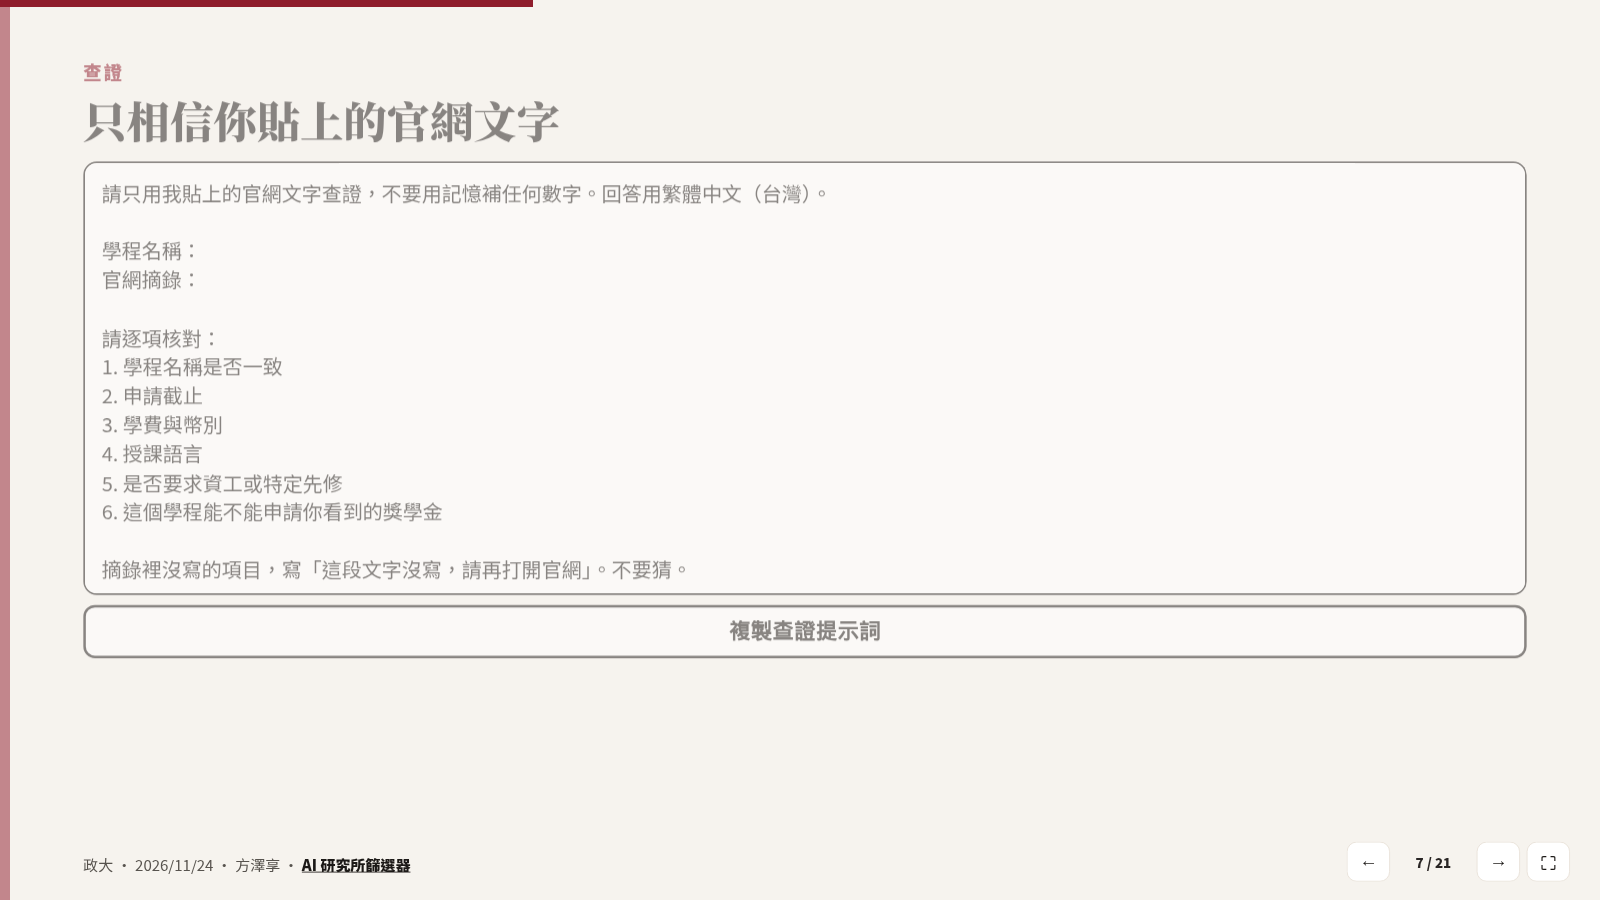 查證
只相信你貼上的官網文字
請只用我貼上的官網文字查證，不要用記憶補任何數字。回答用繁體中文（台灣）。
學程名稱：
官網摘錄：
請逐項核對：
1. 學程名稱是否一致
2. 申請截止
3. 學費與幣別
4. 授課語言
5. 是否要求資工或特定先修
6. 這個學程能不能申請你看到的獎學金
摘錄裡沒寫的項目，寫「這段文字沒寫，請再打開官網」。不要猜。
複製查證提示詞
政大 · 2026/11/24 · 方澤享 · AI 研究所篩選器
← 7 / 21 →